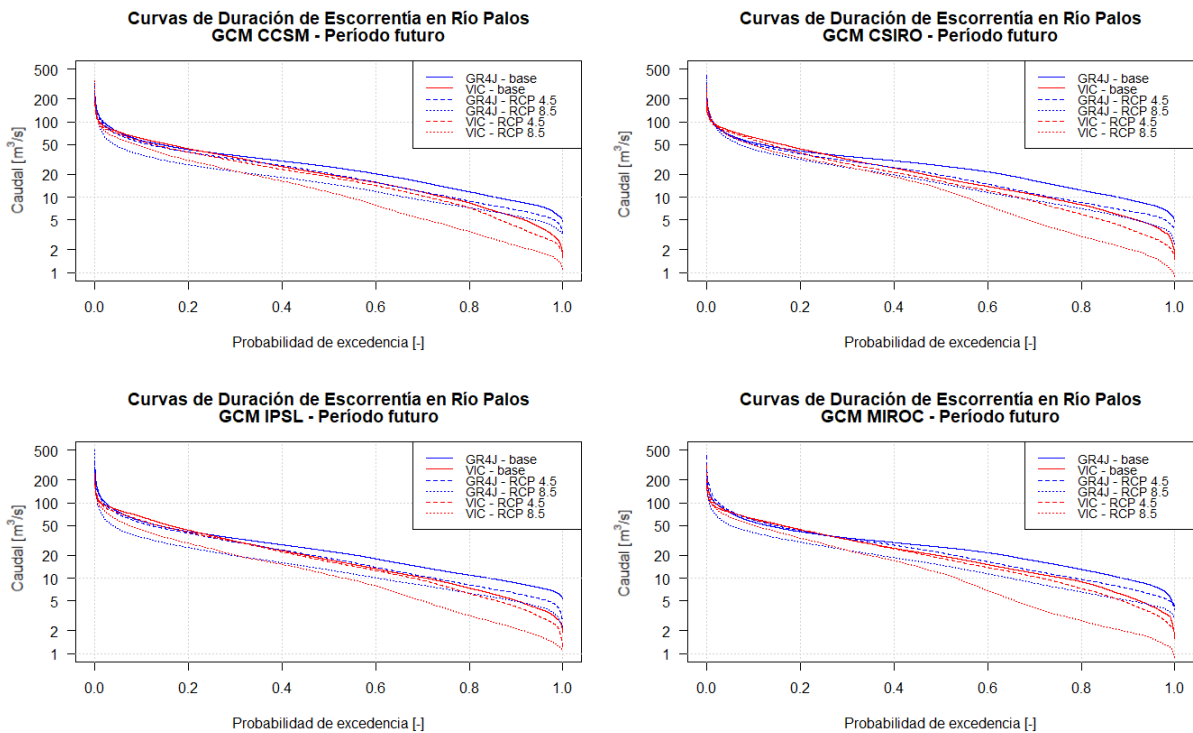 Curvas de Duración de Escorrentía en Río Palos
GCM CCSM - Período futuro
Caudal [m³/s]
500
200
100
50
20
10
5
2
1
GR4J - base
VIC - base
GR4J - RCP 4.5
GR4J - RCP 8.5
VIC - RCP 4.5
VIC - RCP 8.5
0.0 0.2 0.4 0.6 0.8 1.0
Probabilidad de excedencia [-]
Curvas de Duración de Escorrentía en Río Palos
GCM CSIRO - Período futuro
Caudal [m³/s]
500
200
100
50
20
10
5
2
1
GR4J - base
VIC - base
GR4J - RCP 4.5
GR4J - RCP 8.5
VIC - RCP 4.5
VIC - RCP 8.5
0.0 0.2 0.4 0.6 0.8 1.0
Probabilidad de excedencia [-]
Curvas de Duración de Escorrentía en Río Palos
GCM IPSL - Período futuro
Caudal [m³/s]
500
200
100
50
20
10
5
2
1
GR4J - base
VIC - base
GR4J - RCP 4.5
GR4J - RCP 8.5
VIC - RCP 4.5
VIC - RCP 8.5
0.0 0.2 0.4 0.6 0.8 1.0
Probabilidad de excedencia [-]
Curvas de Duración de Escorrentía en Río Palos
GCM MIROC - Período futuro
Caudal [m³/s]
500
200
100
50
20
10
5
2
1
GR4J - base
VIC - base
GR4J - RCP 4.5
GR4J - RCP 8.5
VIC - RCP 4.5
VIC - RCP 8.5
0.0 0.2 0.4 0.6 0.8 1.0
Probabilidad de excedencia [-]